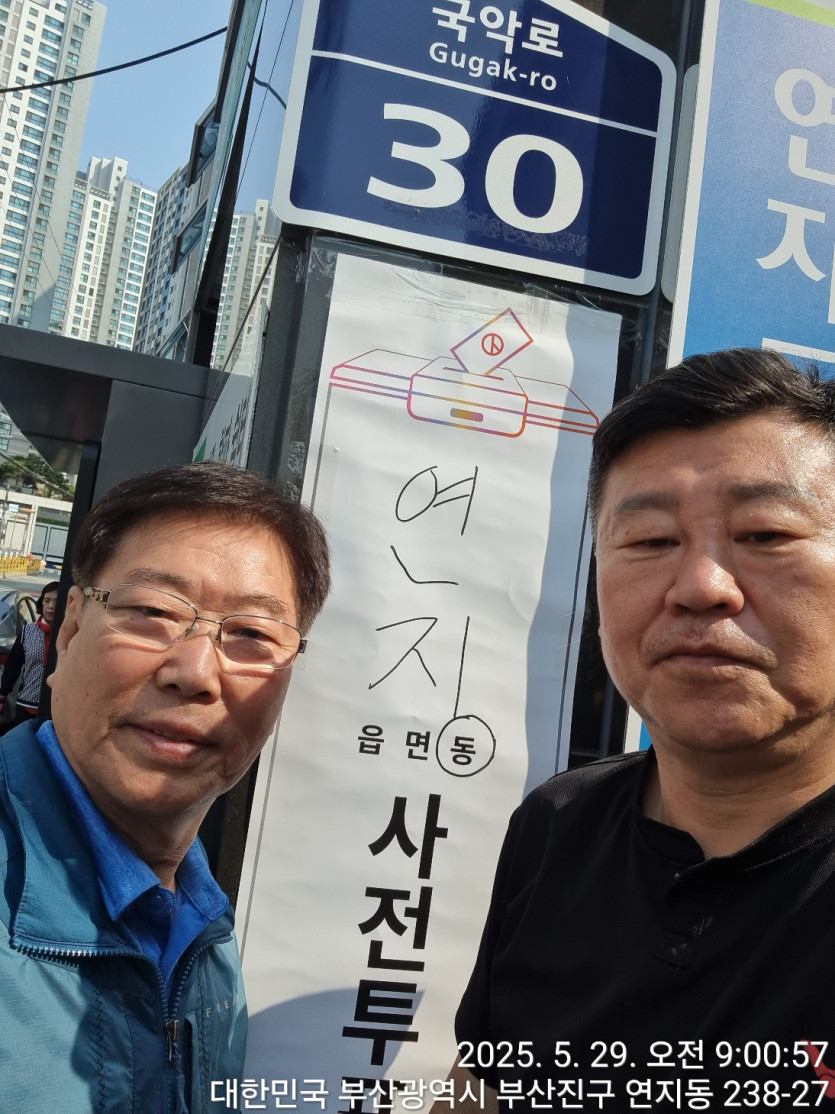 국악로
Gugak-ro
30
연
지
연
지
읍 면 동
사
전
투
2025. 5. 29. 오전 9:00:57
대한민국 부산광역시 부산진구 연지동 238-27